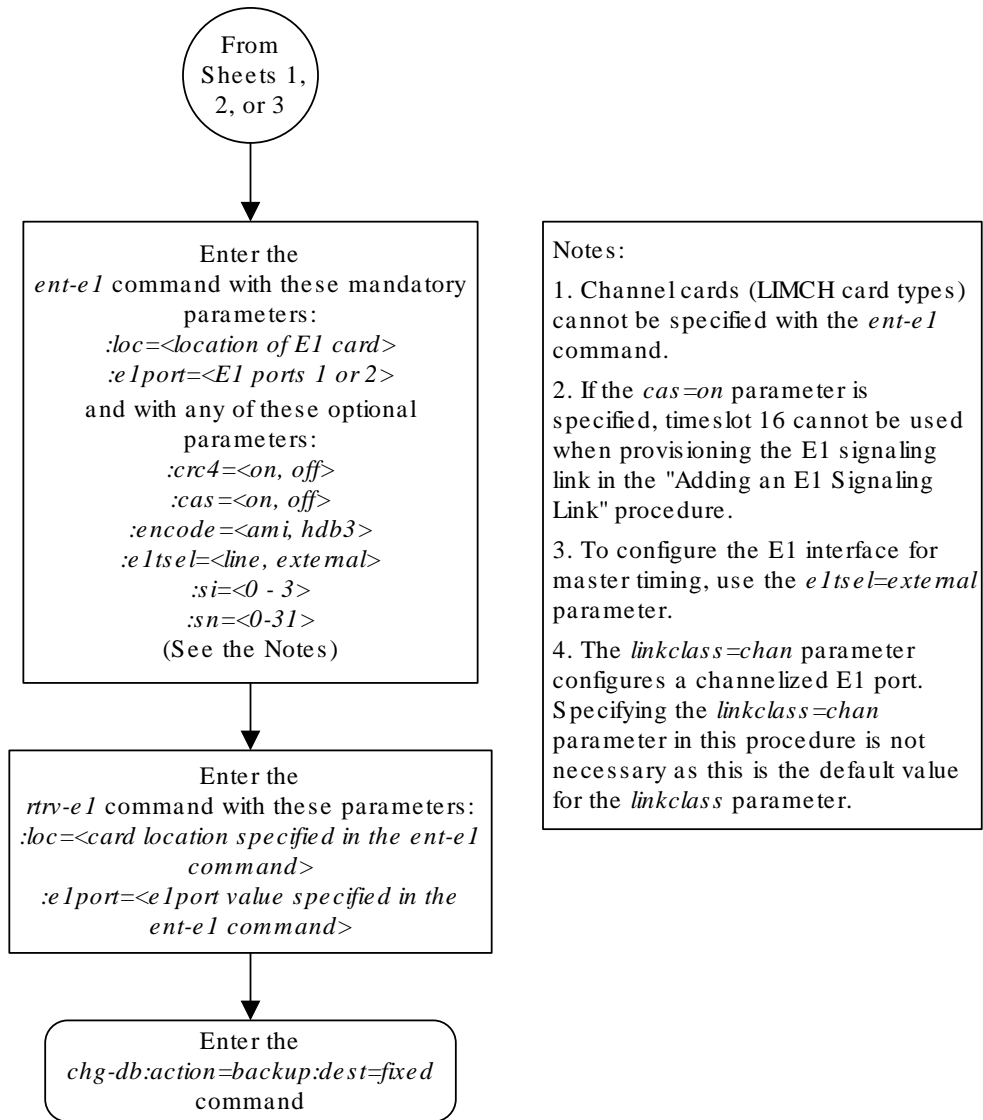 From
Sheets 1,
2, or 3
Enter the
ent-e1 command with these mandatory
parameters:
:loc=<location of E1 card>
:e1port=<E1 ports 1 or 2>
and with any of these optional
parameters:
:crc4=<on, off>
:cas=<on, off>
:encode=<ami, hdb3>
:e1tsel=<line, external>
:si=<0 - 3>
:sn=<0-31>
(See the Notes)
Enter the
rtrv-e1 command with these parameters:
:loc=<card location specified in the ent-e1
command>
:e1port=<e1port value specified in the
ent-e1 command>
Enter the
chg-db:action=backup:dest=fixed
command
Notes:
1. Channel cards (LIMCH card types)
cannot be specified with the ent-e1
command.
2. If the cas=on parameter is
specified, timeslot 16 cannot be used
when provisioning the E1 signaling
link in the "Adding an E1 Signaling
Link" procedure.
3. To configure the E1 interface for
master timing, use the e1tsel=external
parameter.
4. The linkclass=chan parameter
configures a channelized E1 port.
Specifying the linkclass=chan
parameter in this procedure is not
necessary as this is the default value
for the linkclass parameter.